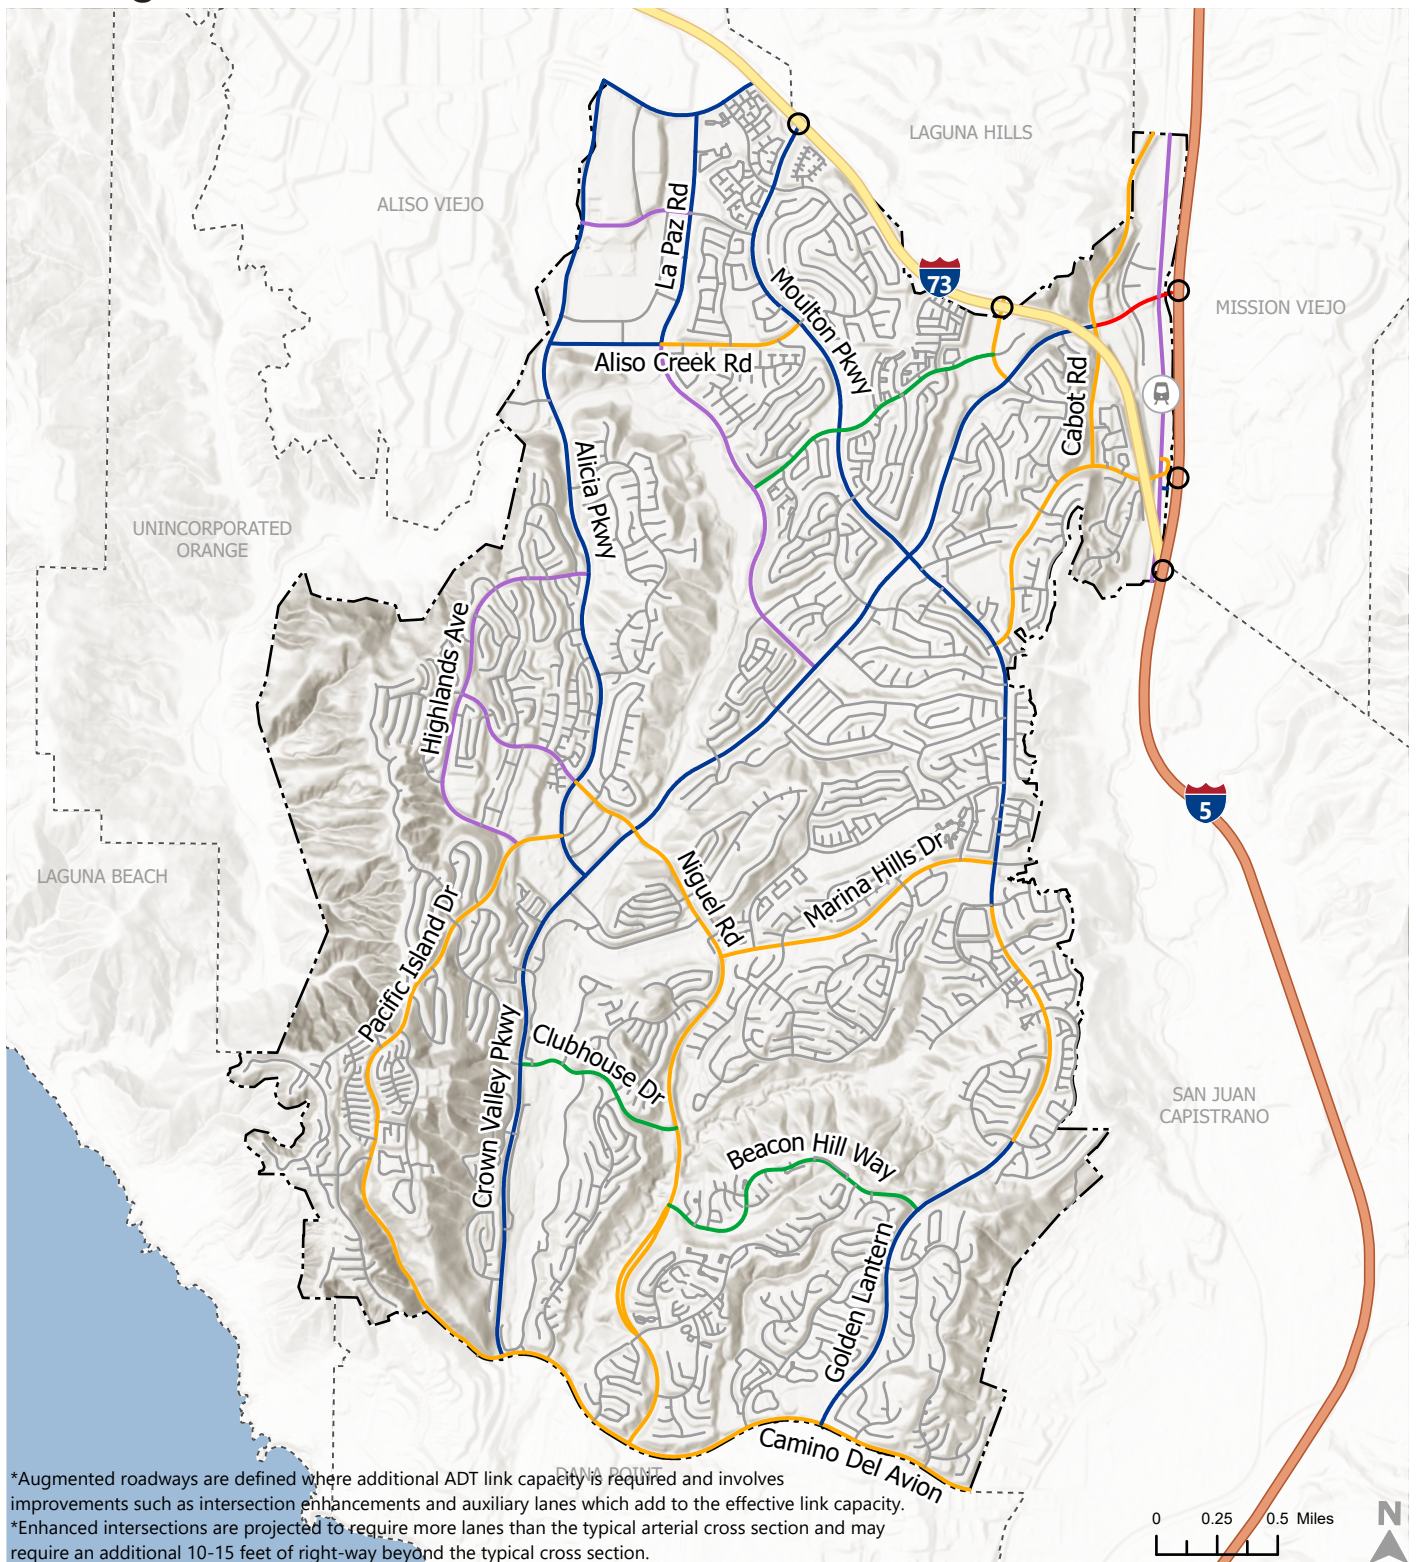 LAGUNA HILLS
ALISO VIEJO
La Paz Rd
73
Moulton Pkwy
MISSION VIEJO
Aliso Creek Rd
Cabot Rd
Alicia Pkwy
UNINCORPORATED
ORANGE
Highlands Ave
5
LAGUNA BEACH
Niguel Rd
Marina Hills Dr
Pacific Island Dr
Crown Valley Pkwy
Clubhouse Dr
SAN JUAN
CAPISTRANO
Beacon Hill Way
Golden Lantern
Camino Del Avion
DANA POINT
*Augmented roadways are defined where additional ADT link capacity is required and involves
improvements such as intersection enhancements and auxiliary lanes which add to the effective link capacity.
*Enhanced intersections are projected to require more lanes than the typical arterial cross section and may
require an additional 10-15 feet of right-way beyond the typical cross section.
0 0.25 0.5 Miles
N